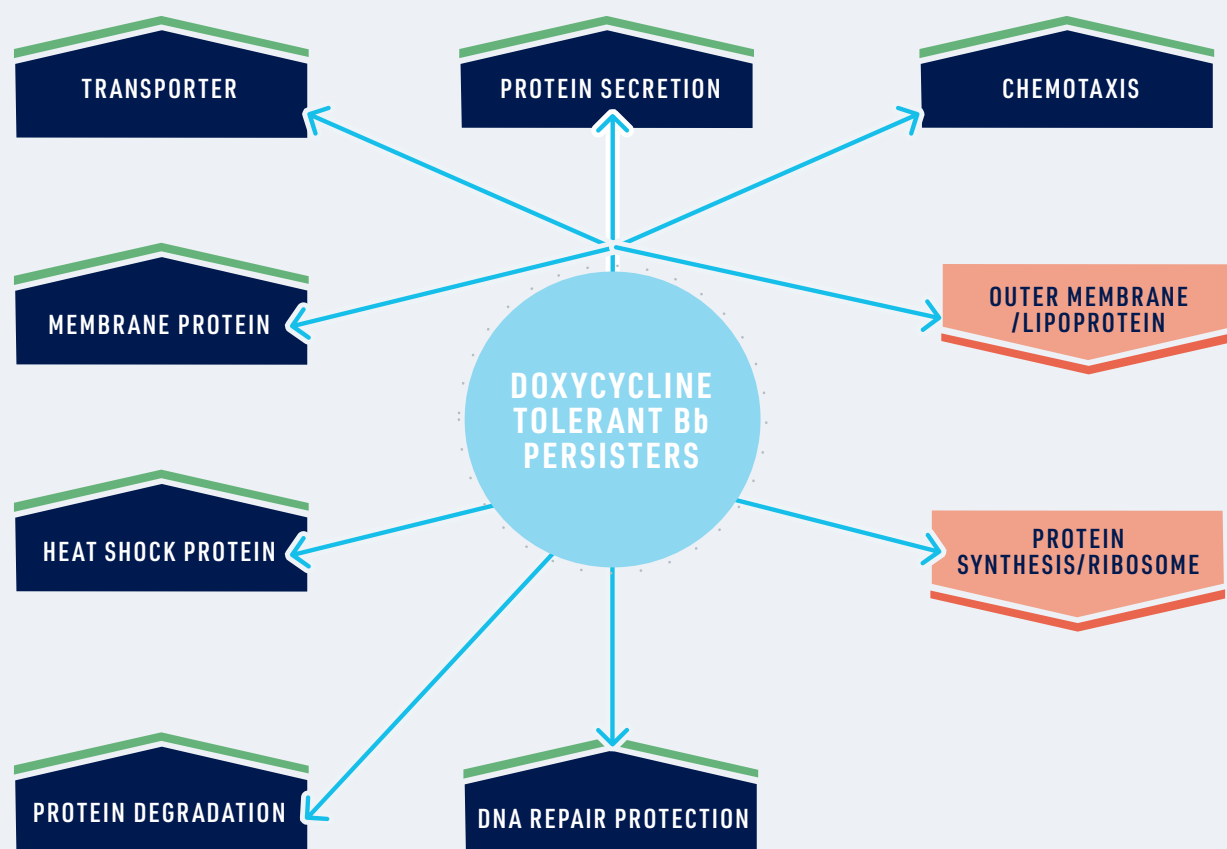 TRANSPORTER
PROTEIN SECRETION
CHEMOTAXIS
MEMBRANE PROTEIN
OUTER MEMBRANE
/LIPOPROTEIN
DOXYCYCLINE
TOLERANT Bb
PERSISTERS
HEAT SHOCK PROTEIN
PROTEIN
SYNTHESIS/RIBOSOME
PROTEIN DEGRADATION
DNA REPAIR PROTECTION